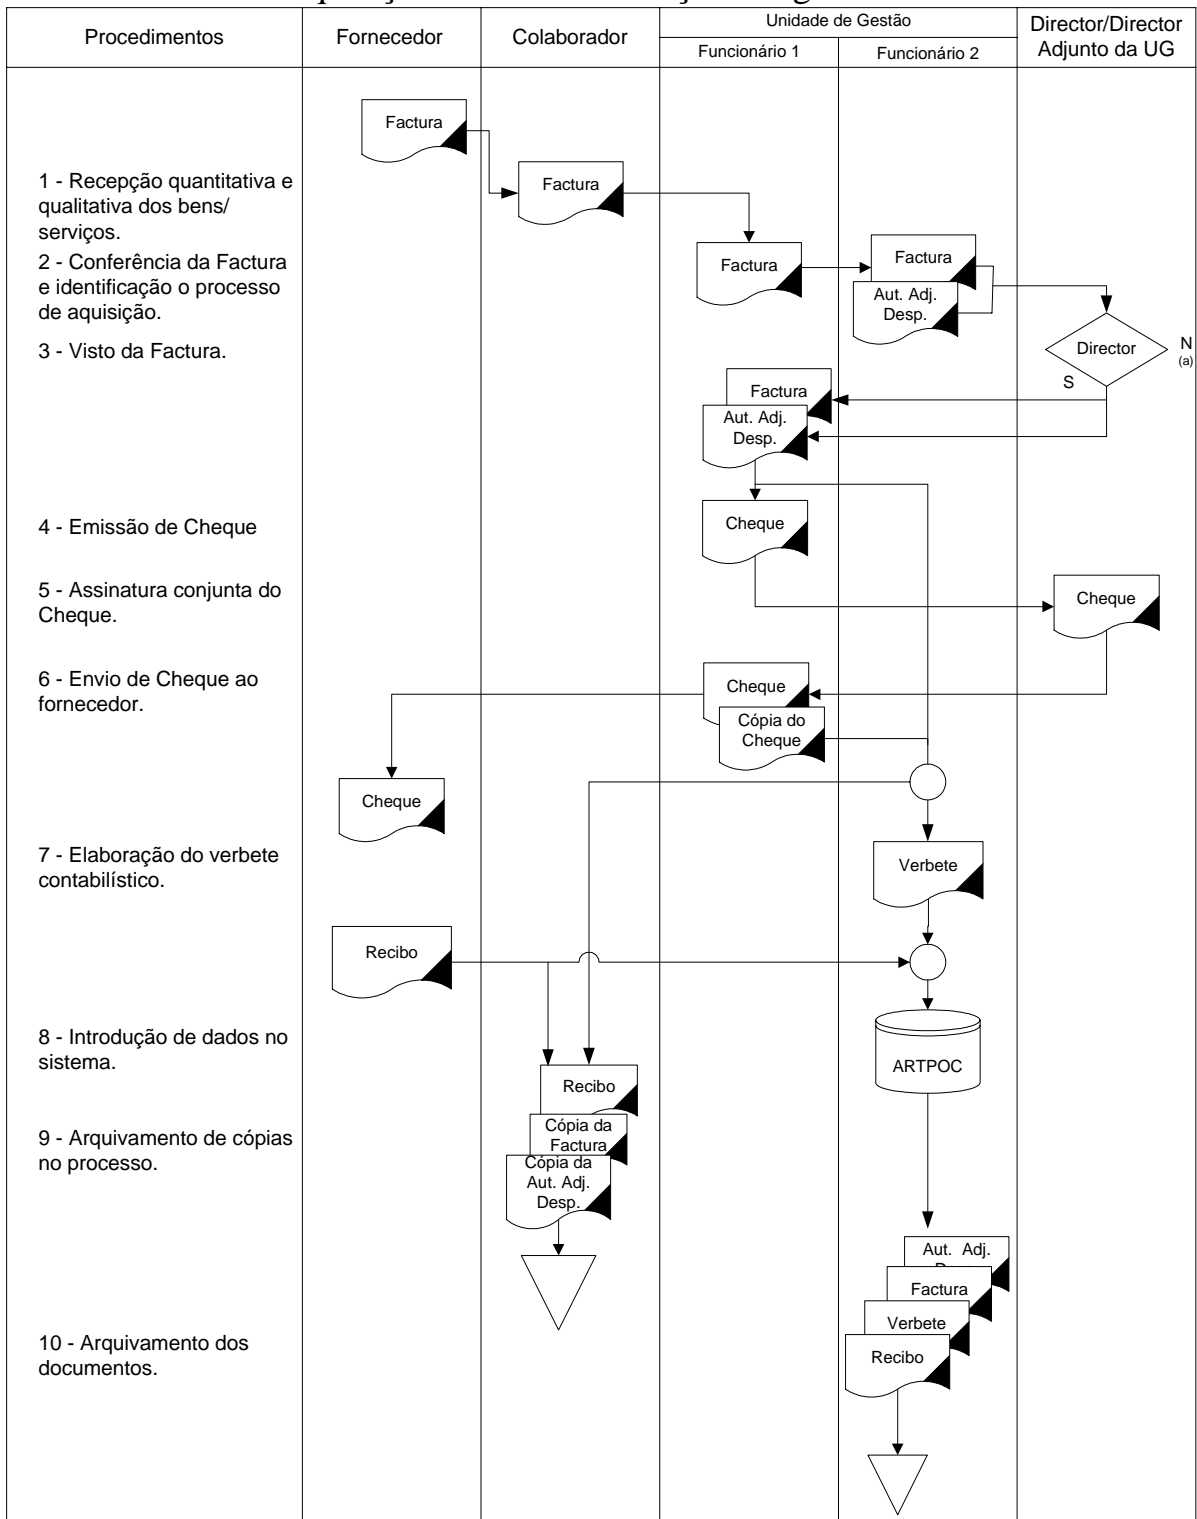 Procedimentos
Fornecedor
Colaborador
Unidade de Gestão
Funcionário 1
Funcionário 2
Director/Director
Adjunto da UG
Factura
1 - Recepção quantitativa e
qualitativa dos bens/
serviços.
Factura
2 - Conferência da Factura
e identificação o processo
de aquisição.
Factura
Factura
Aut. Adj.
Desp.
3 - Visto da Factura.
Director
N
(a)
S
Factura
Aut. Adj.
Desp.
4 - Emissão de Cheque
Cheque
5 - Assinatura conjunta do
Cheque.
Cheque
6 - Envio de Cheque ao
fornecedor.
Cheque
Cópia do
Cheque
Cheque
7 - Elaboração do verbete
contabilístico.
Verbete
Recibo
8 - Introdução de dados no
sistema.
ARTPOC
Recibo
9 - Arquivamento de cópias
no processo.
Cópia da
Factura
Cópia da
Aut. Adj.
Desp.
Aut. Adj.
Factura
Verbete
10 - Arquivamento dos
documentos.
Recibo